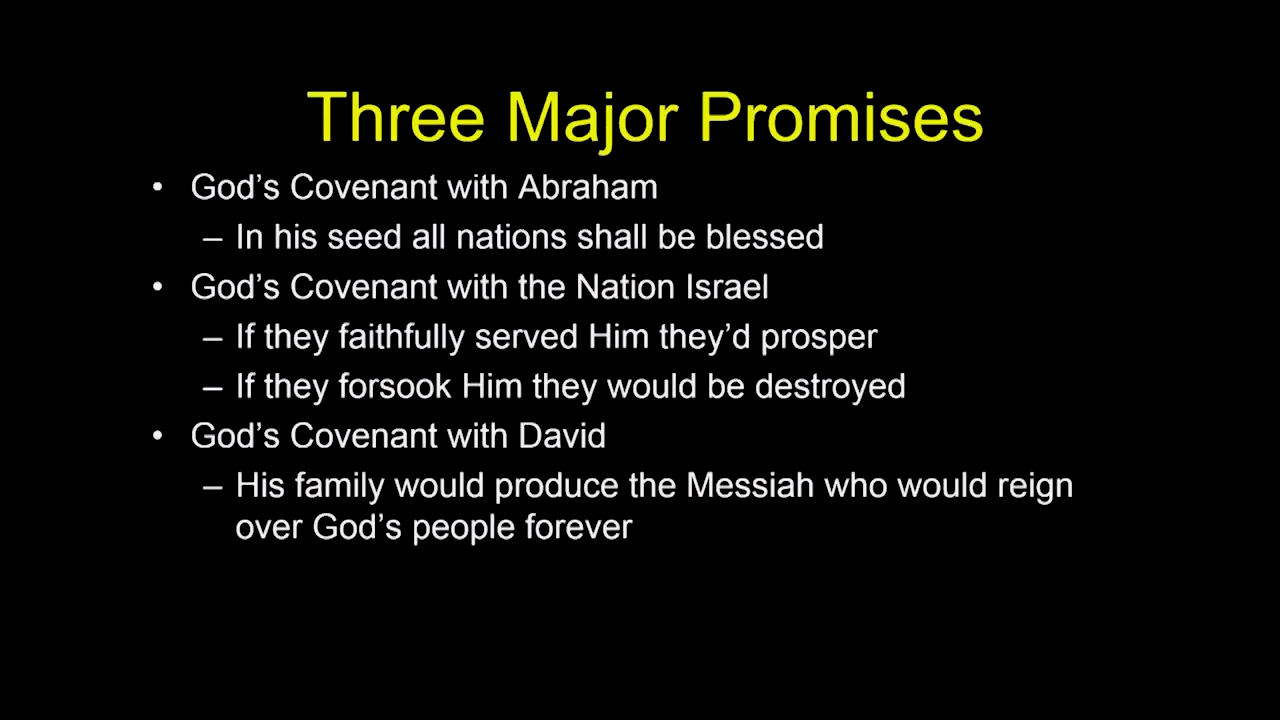 Three Major Promises
• God's Covenant with Abraham
– In his seed all nations shall be blessed
• God's Covenant with the Nation Israel
– If they faithfully served Him they'd prosper
– If they forsook Him they would be destroyed
• God's Covenant with David
– His family would produce the Messiah who would reign
over God's people forever